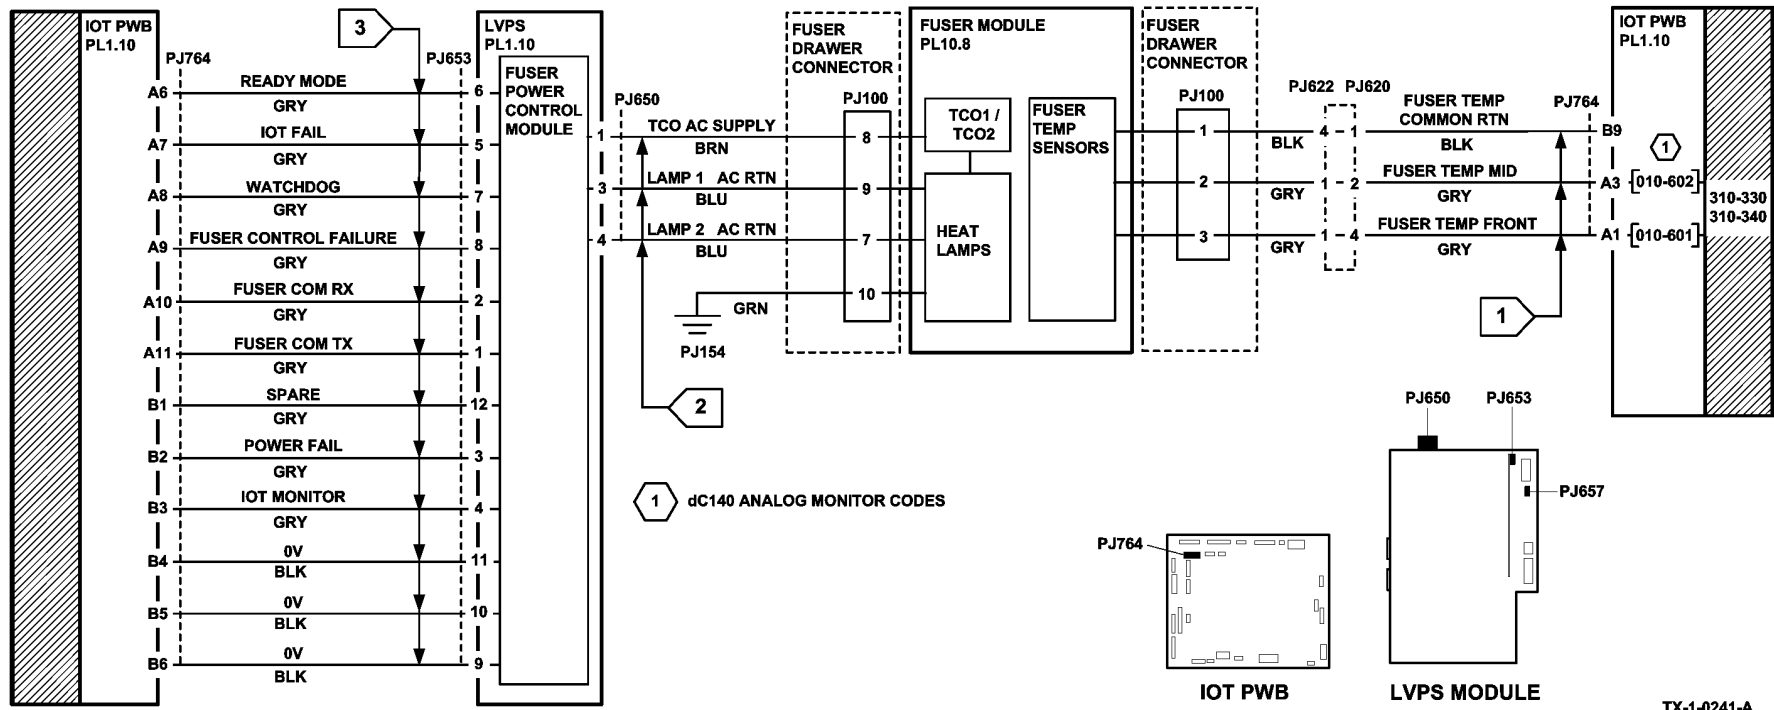 IOT PWB
PL1.10
PJ764
3
PJ653
LVPS
PL1.10
FUSER
POWER
CONTROL
MODULE
A6 READY MODE 6
GRY
A7 IOT FAIL 5
GRY
A8 WATCHDOG 7
GRY
A9 FUSER CONTROL FAILURE 8
GRY
A10 FUSER COM RX 2
GRY
A11 FUSER COM TX 1
GRY
B1 SPARE 12
GRY
B2 POWER FAIL 3
GRY
B3 IOT MONITOR 4
GRY
B4 0V 11
BLK
B5 0V 10
BLK
B6 0V 9
BLK
PJ650
1 TCO AC SUPPLY 8
BRN
3 LAMP 1 AC RTN 9
BLU
4 LAMP 2 AC RTN 7
BLU
10
GRN
PJ154
2
FUSER
DRAWER
CONNECTOR
PJ100
FUSER MODULE
PL10.8
TCO1 /
TCO2
HEAT
LAMPS
FUSER
TEMP
SENSORS
FUSER
DRAWER
CONNECTOR
PJ100
PJ622 PJ620
1 BLK 4 1 FUSER TEMP
COMMON RTN
BLK B9
2 GRY 1 2 FUSER TEMP MID
GRY A3 010-602
3 GRY 1 4 FUSER TEMP FRONT
GRY A1 010-601
PJ764
IOT PWB
PL1.10
1
310-330
310-340
1
1 dC140 ANALOG MONITOR CODES
PJ764
IOT PWB
PJ650 PJ653
PJ657
LVPS MODULE
TX-1-0241-A